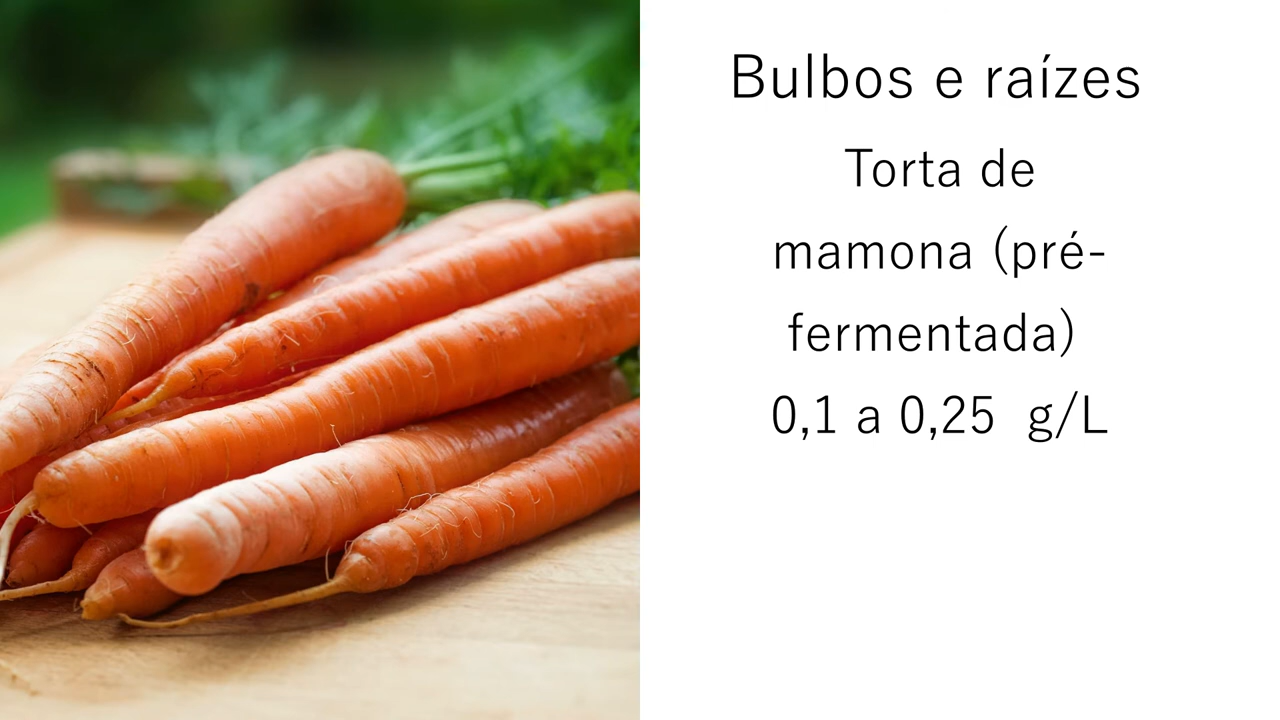 Bulbos e raízes
Torta de
mamona (pré-
fermentada)
0,1 a 0,25  g/L